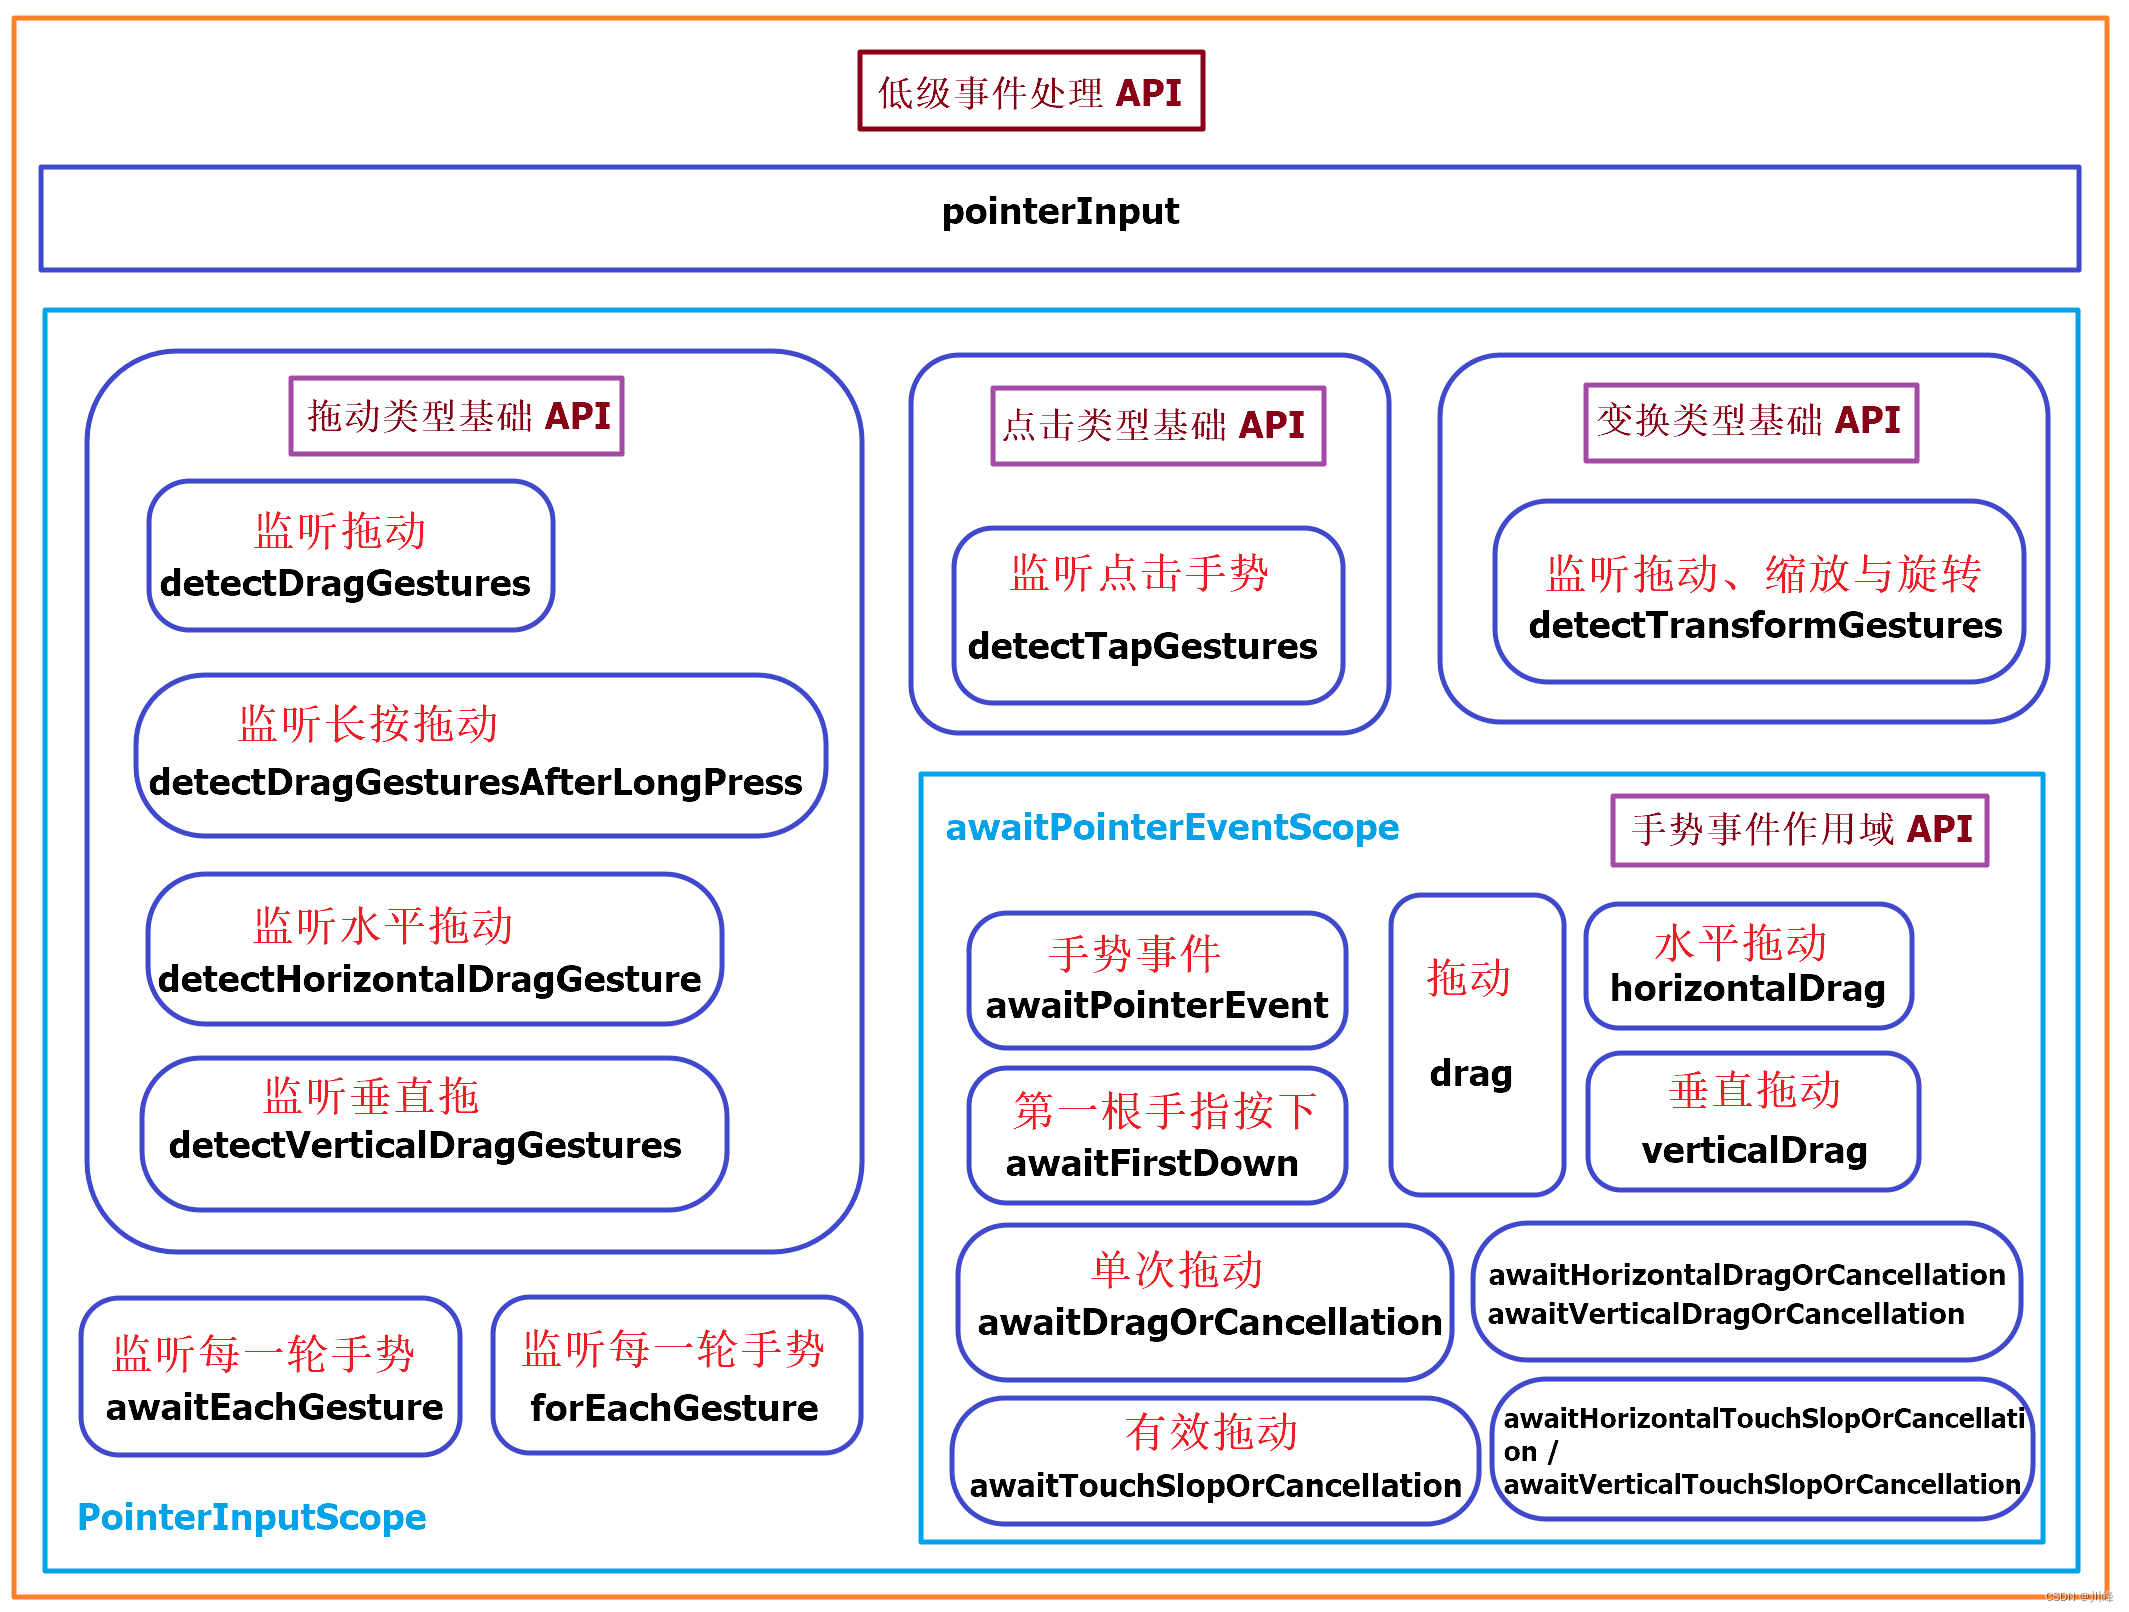 低级事件处理 API
pointerInput
拖动类型基础 API
监听拖动
detectDragGestures
监听长按拖动
detectDragGesturesAfterLongPress
监听水平拖动
detectHorizontalDragGesture
监听垂直拖
detectVerticalDragGestures
点击类型基础 API
监听点击手势
detectTapGestures
变换类型基础 API
监听拖动、缩放与旋转
detectTransformGestures
awaitPointerEventScope
手势事件作用域 API
手势事件
awaitPointerEvent
拖动
drag
水平拖动
horizontalDrag
第一根手指按下
awaitFirstDown
垂直拖动
verticalDrag
单次拖动
awaitDragOrCancellation
awaitHorizontalDragOrCancellation
awaitVerticalDragOrCancellation
有效拖动
awaitTouchSlopOrCancellation
awaitHorizontalTouchSlopOrCancellati
on /
awaitVerticalTouchSlopOrCancellation
监听每一轮手势
awaitEachGesture
监听每一轮手势
forEachGesture
PointerInputScope
CSDN @川峰